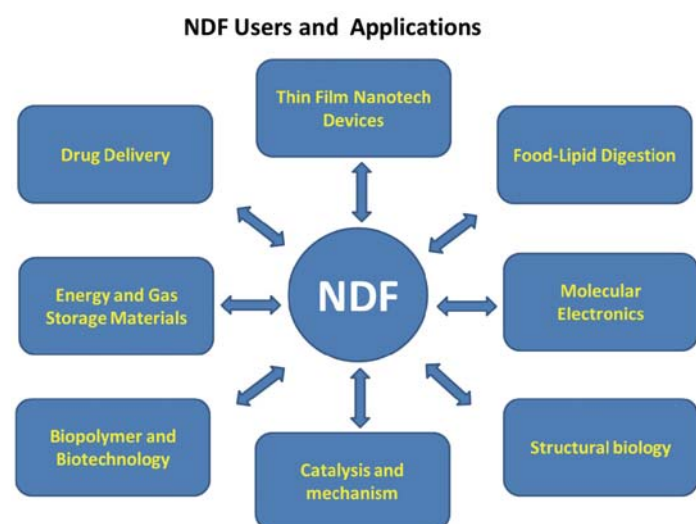 NDF Users and Applications
Thin Film Nanotech
Devices
Drug Delivery
Food-Lipid Digestion
NDF
Energy and Gas
Storage Materials
Molecular
Electronics
Biopolymer and
Biotechnology
Catalysis and
mechanism
Structural biology